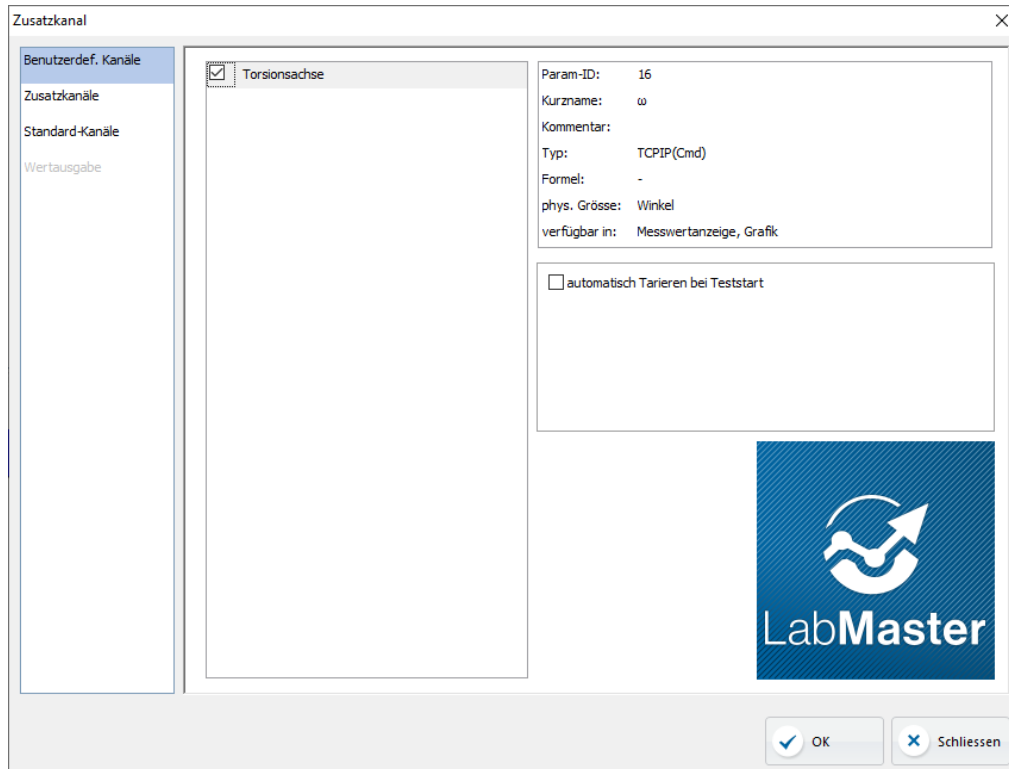 Zusatzkanal
Benutzerdef. Kanäle
Zusatzkanäle
Standard-Kanäle
Wertausgabe
Torsionsachse
Param-ID: 16
Kurzname: ω
Kommentar:
Typ: TCPIP(Cmd)
Formel: -
phys. Grösse: Winkel
verfügbar in: Messwertanzeige, Grafik
automatisch Tarieren bei Teststart
LabMaster
OK
Schliessen